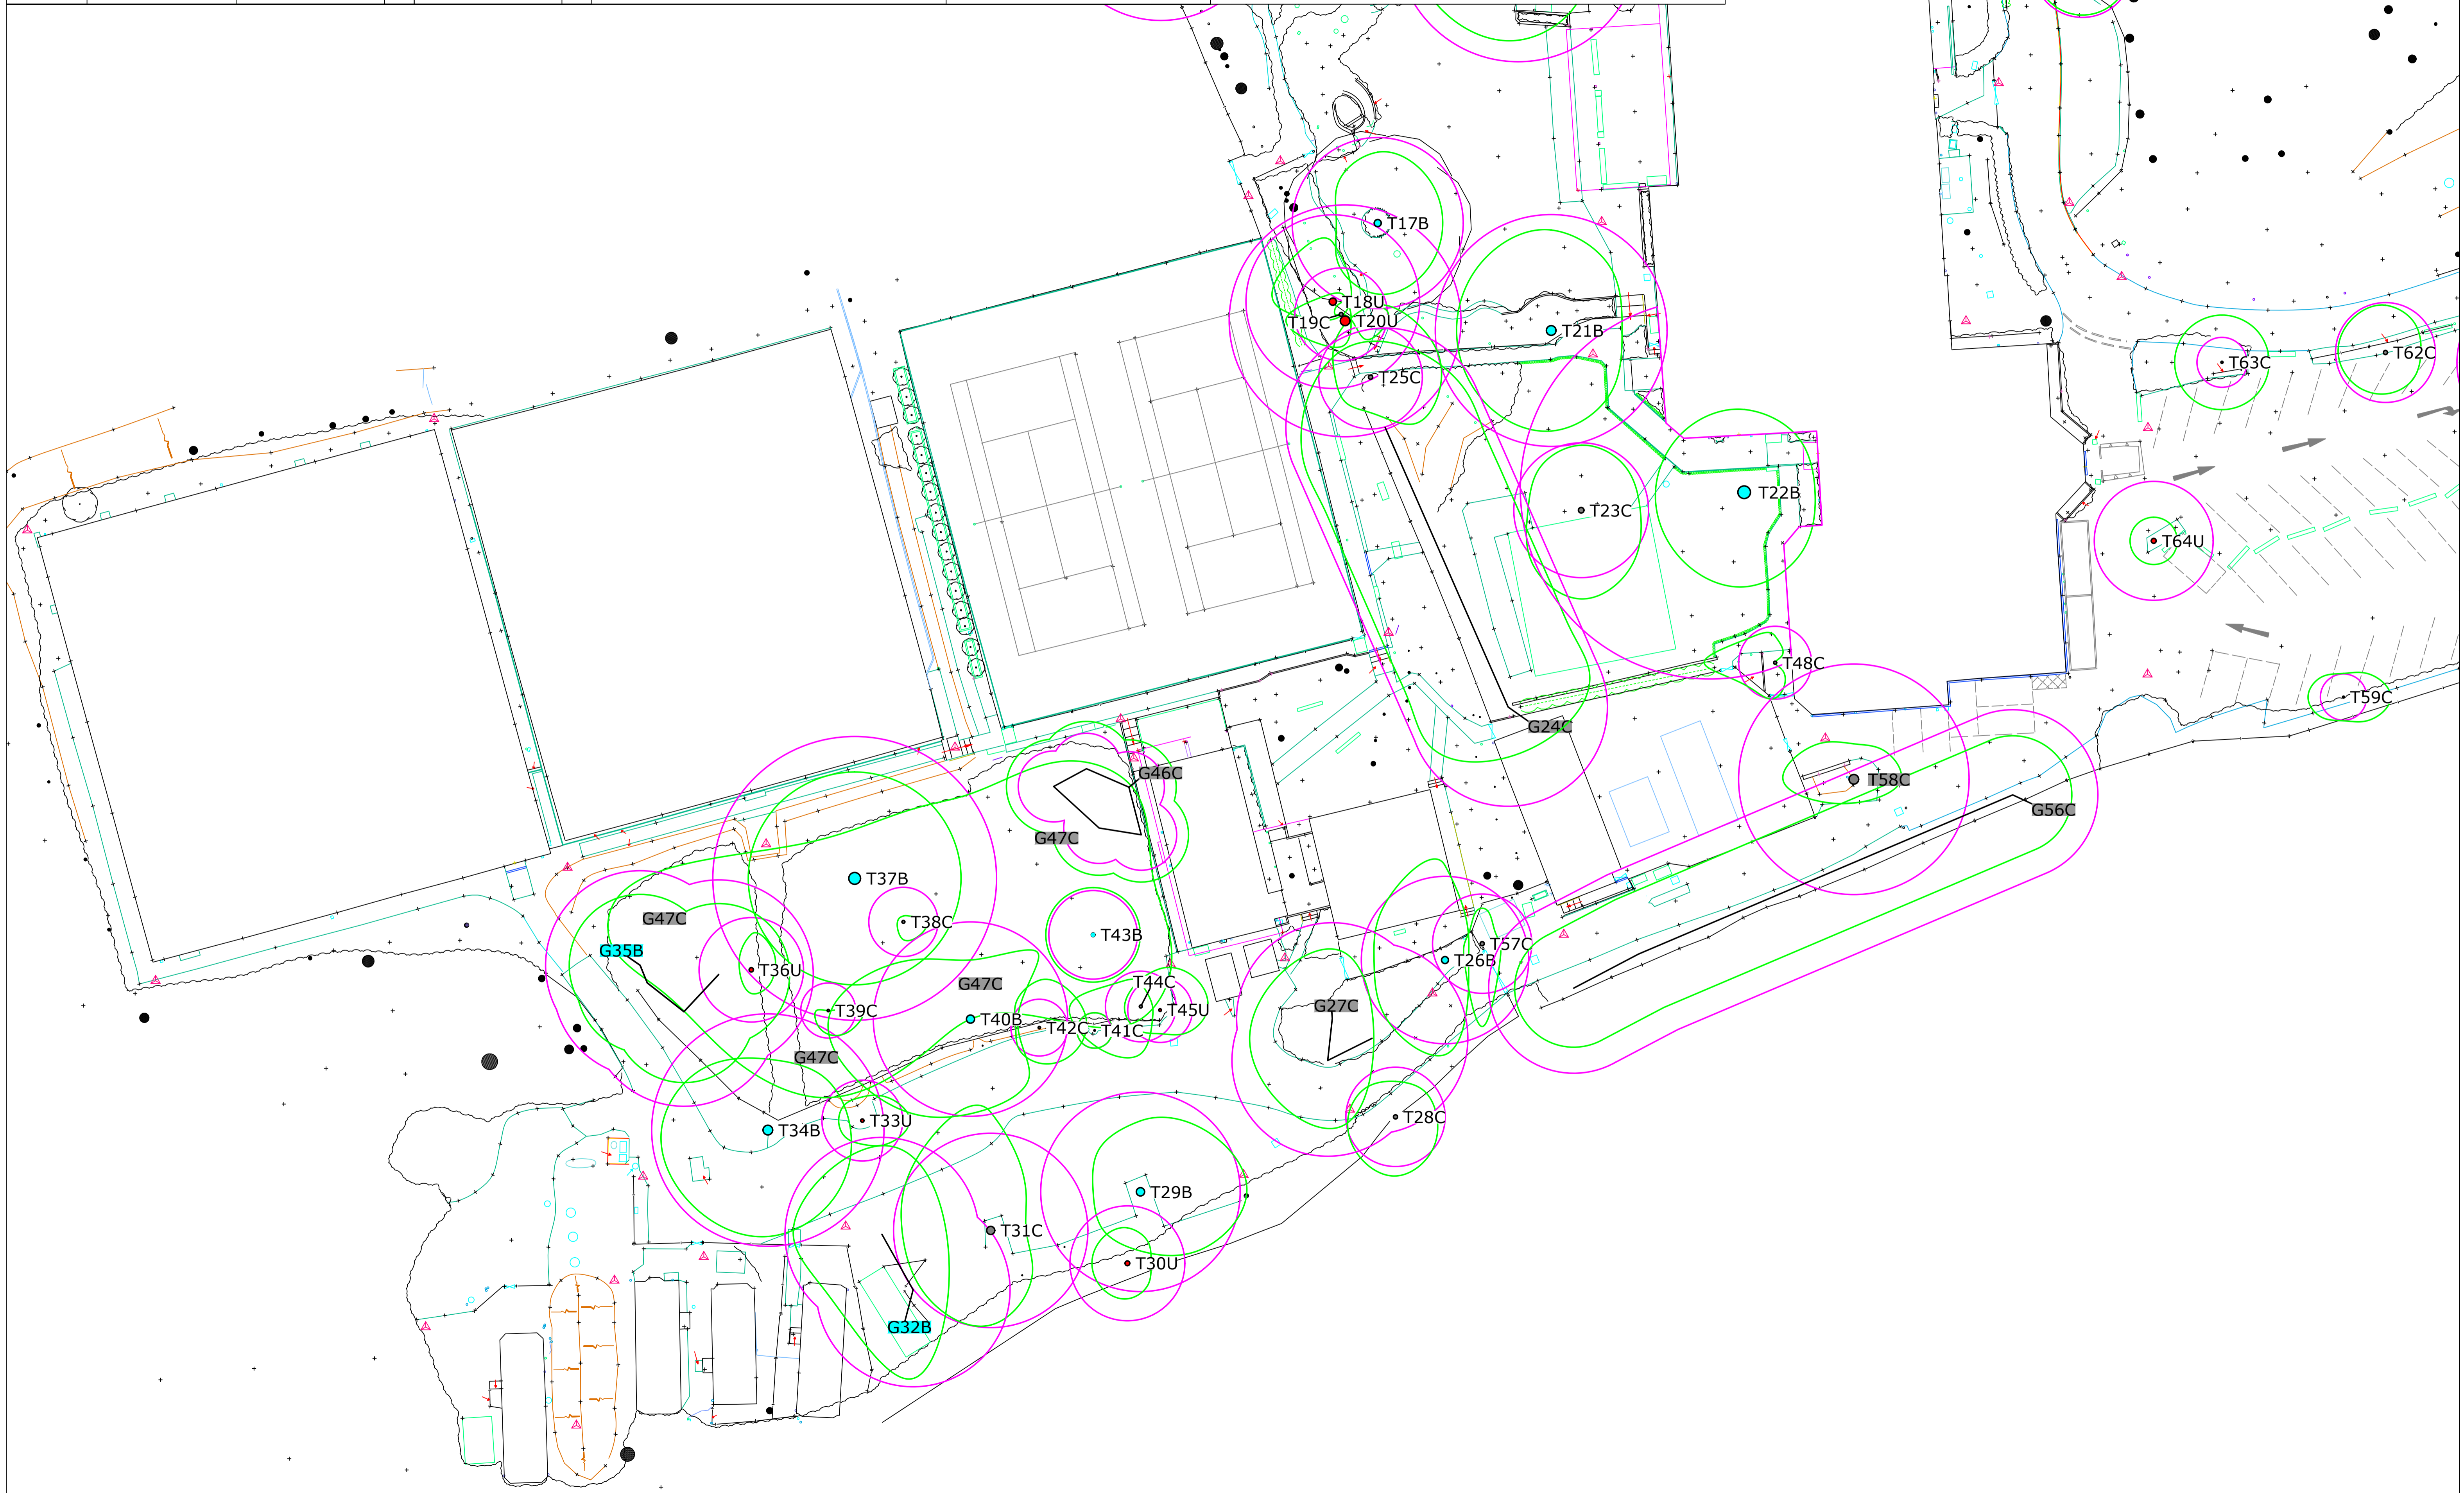 T17B
T18U
T19C
T20U
T21B
T62C
T63C
T25C
T22B
T23C
T64U
T48C
T59C
G24C
G46C
T58C
G56C
G47C
T37B
G47C
T38C
T43B
G35B
T57C
T26B
T36U
G47C
T44C
G27C
T39C
T40B
T45U
T42C
T41C
G47C
T28C
T33U
T34B
T29B
T31C
T30U
G32B